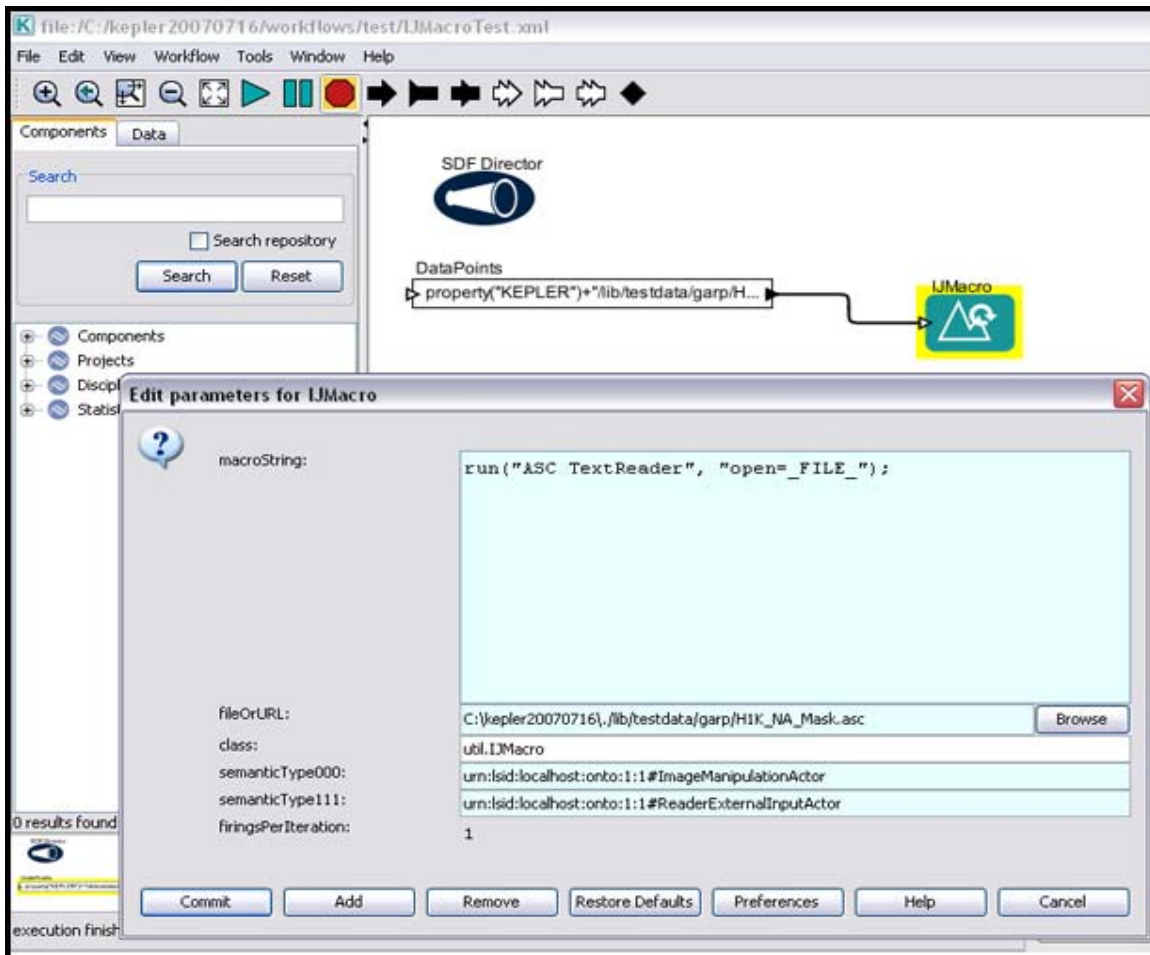 file:/C:/kepler20070716/workflows/test/IJMacroTest.xml
File Edit View Workflow Tools Window Help
Components Data
Search
Search repository
Search Reset
Components
Projects
Discipl
Statist
0 results found
execution finish
SDF Director
DataPoints
property("KEPLER")+"/lib/testdata/garp/H...
IJMacro
Edit parameters for IJMacro
macroString:
run("ASC TextReader", "open=_FILE_");
fileOrURL:
C:\kepler20070716\./lib/testdata/garp/H1K_NA_Mask.asc
Browse
class:
util.IJMacro
semanticType000:
urn:lsid:localhost:onto:1:1#ImageManipulationActor
semanticType111:
urn:lsid:localhost:onto:1:1#ReaderExternalInputActor
firingsPerIteration:
1
Commit Add Remove Restore Defaults Preferences Help Cancel